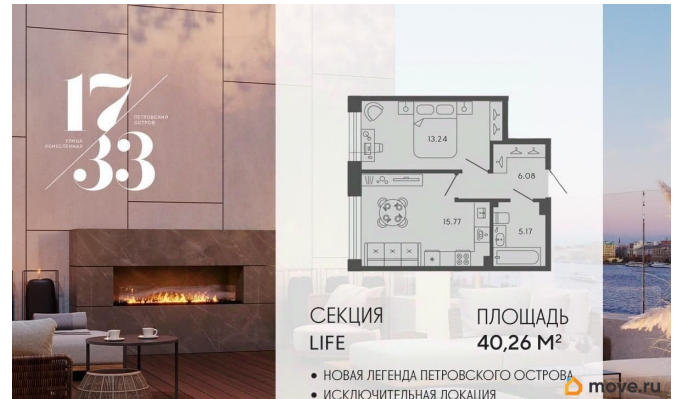 17
ПЕТРОВСКИЙ
ОСТРОВ
УЛИЦА
РЕМЕСЛЕННАЯ
33
13.24
6.08
15.77
5.17
СЕКЦИЯ
LIFE
ПЛОЩАДЬ
40,26 М²
• НОВАЯ ЛЕГЕНДА ПЕТРОВСКОГО ОСТРОВА
• ИСКЛЮЧИТЕЛЬНАЯ ЛОКАЦИЯ
move.ru